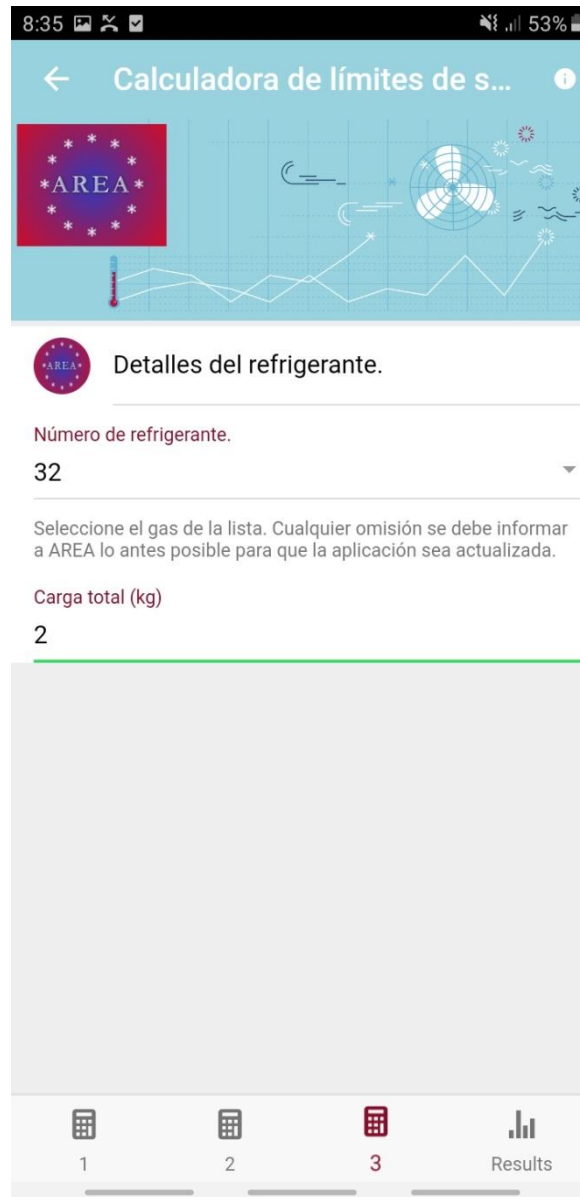 8:35
53%
Calculadora de límites de s...
*AREA*
*AREA*
Detalles del refrigerante.
Número de refrigerante.
32
Seleccione el gas de la lista. Cualquier omisión se debe informar
a AREA lo antes posible para que la aplicación sea actualizada.
Carga total (kg)
2
1
2
3
Results